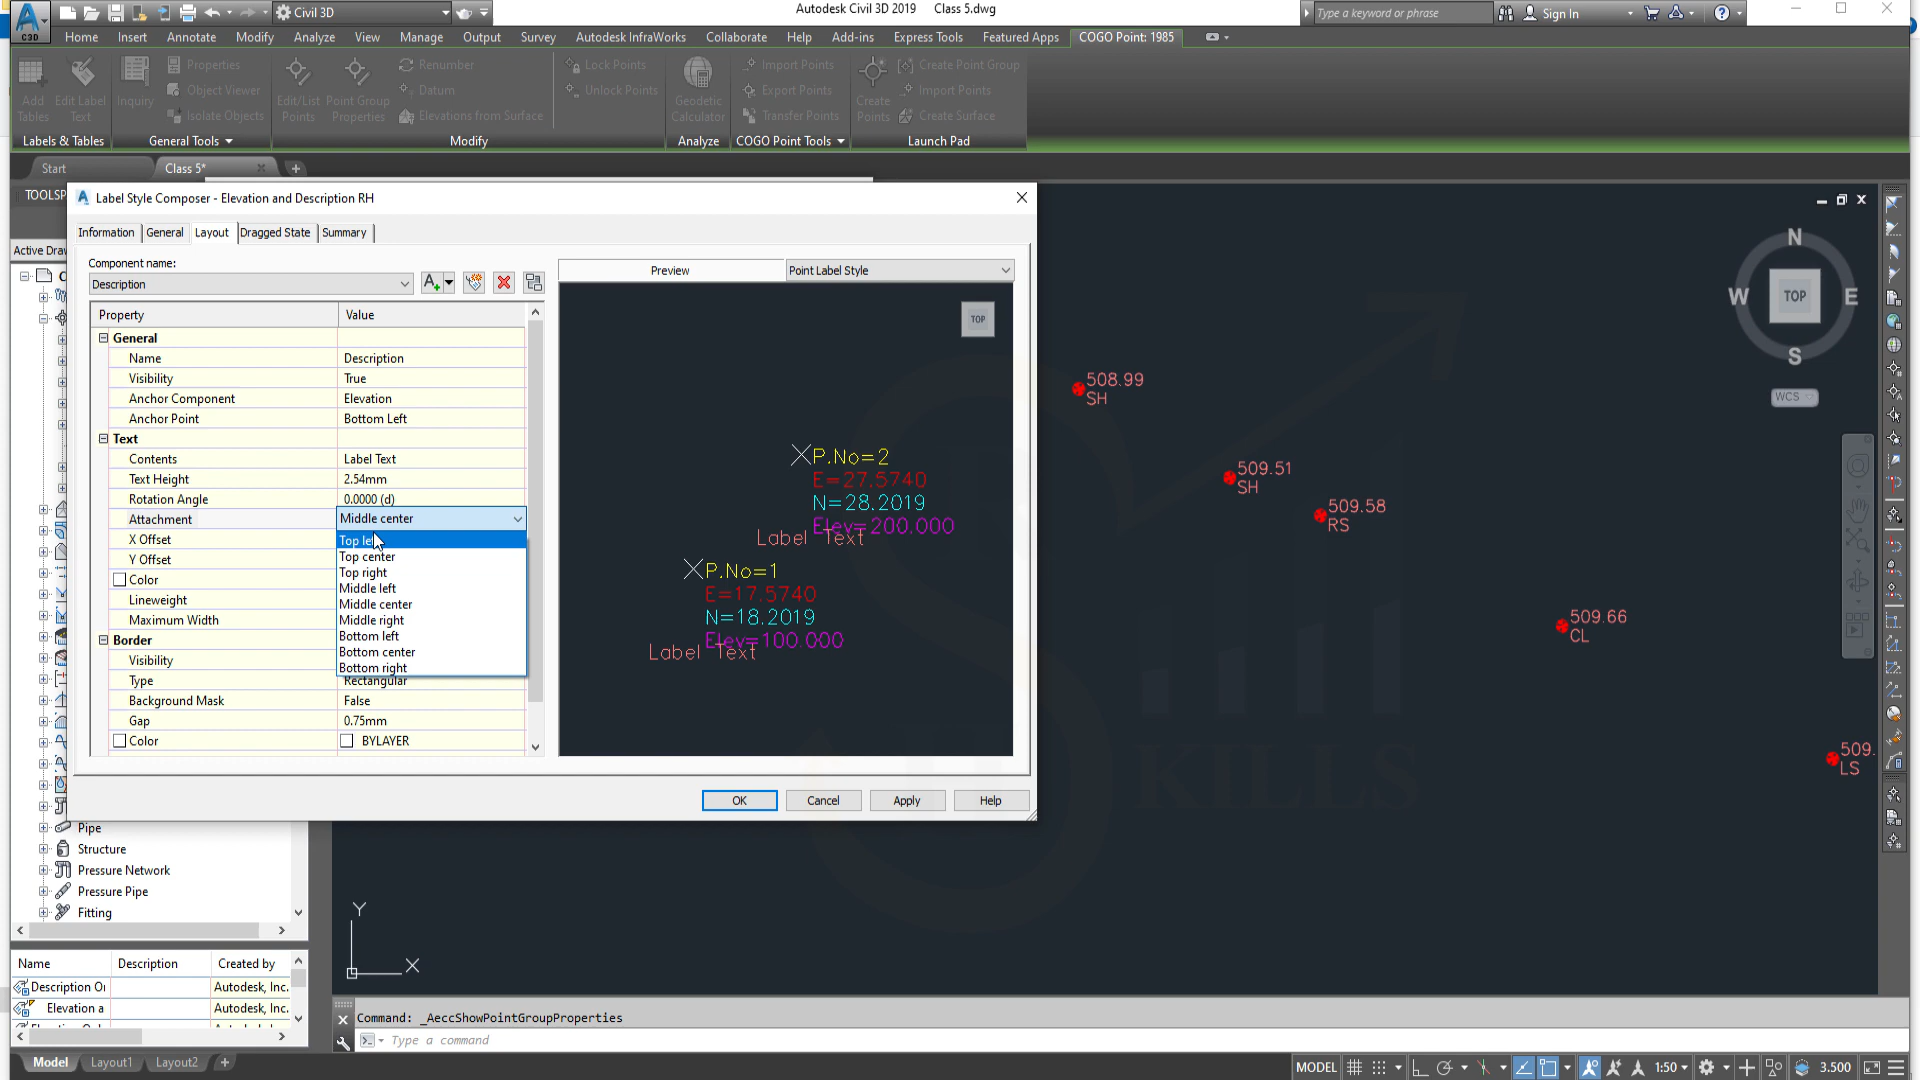 Civil 3D
Autodesk Civil 3D 2019 Class 5.dwg
Type a keyword or phrase
Sign In
C3D
Home Insert Annotate Modify Analyze View Manage Output Survey Autodesk InfraWorks Collaborate Help Add-ins Express Tools Featured Apps COGO Point: 1985
Add Tables
Edit Label Text
Inquiry
Properties
Object Viewer
Isolate Objects
Edit/List Points
Point Group Properties
Renumber
Datum
Elevations from Surface
Lock Points
Unlock Points
Geodetic Calculator
Import Points
Export Points
Transfer Points
Create Points
Create Point Group
Import Points
Create Surface
Labels & Tables General Tools Modify Analyze COGO Point Tools Launch Pad
Start Class 5*
TOOLSP
Active Dra
Label Style Composer - Elevation and Description RH
Information General Layout Dragged State Summary
Component name:
Description
Preview Point Label Style
Property Value
General
Name Description
Visibility True
Anchor Component Elevation
Anchor Point Bottom Left
Text
Contents Label Text
Text Height 2.54mm
Rotation Angle 0.0000 (d)
Attachment Middle center
X Offset
Y Offset
Color
Lineweight
Maximum Width
Top left
Top center
Top right
Middle left
Middle center
Middle right
Bottom left
Bottom center
Bottom right
Border
Visibility
Type Rectangular
Background Mask False
Gap 0.75mm
Color BYLAYER
TOP
P.No=2
E=27.5740
N=28.2019
Elev=200.000
Label Text
P.No=1
E=17.5740
N=18.2019
Elev=100.000
Label Text
OK Cancel Apply Help
508.99
SH
509.51
SH
509.58
RS
509.66
CL
509.
LS
N
W TOP E
S
WCS
KILLS
Pipe
Structure
Pressure Network
Pressure Pipe
Fitting
Name Description Created by
Description Or Autodesk, Inc.
Elevation a Autodesk, Inc.
Y
X
Command: _AeccShowPointGroupProperties
Type a command
Model Layout1 Layout2
MODEL 1:50 3.500